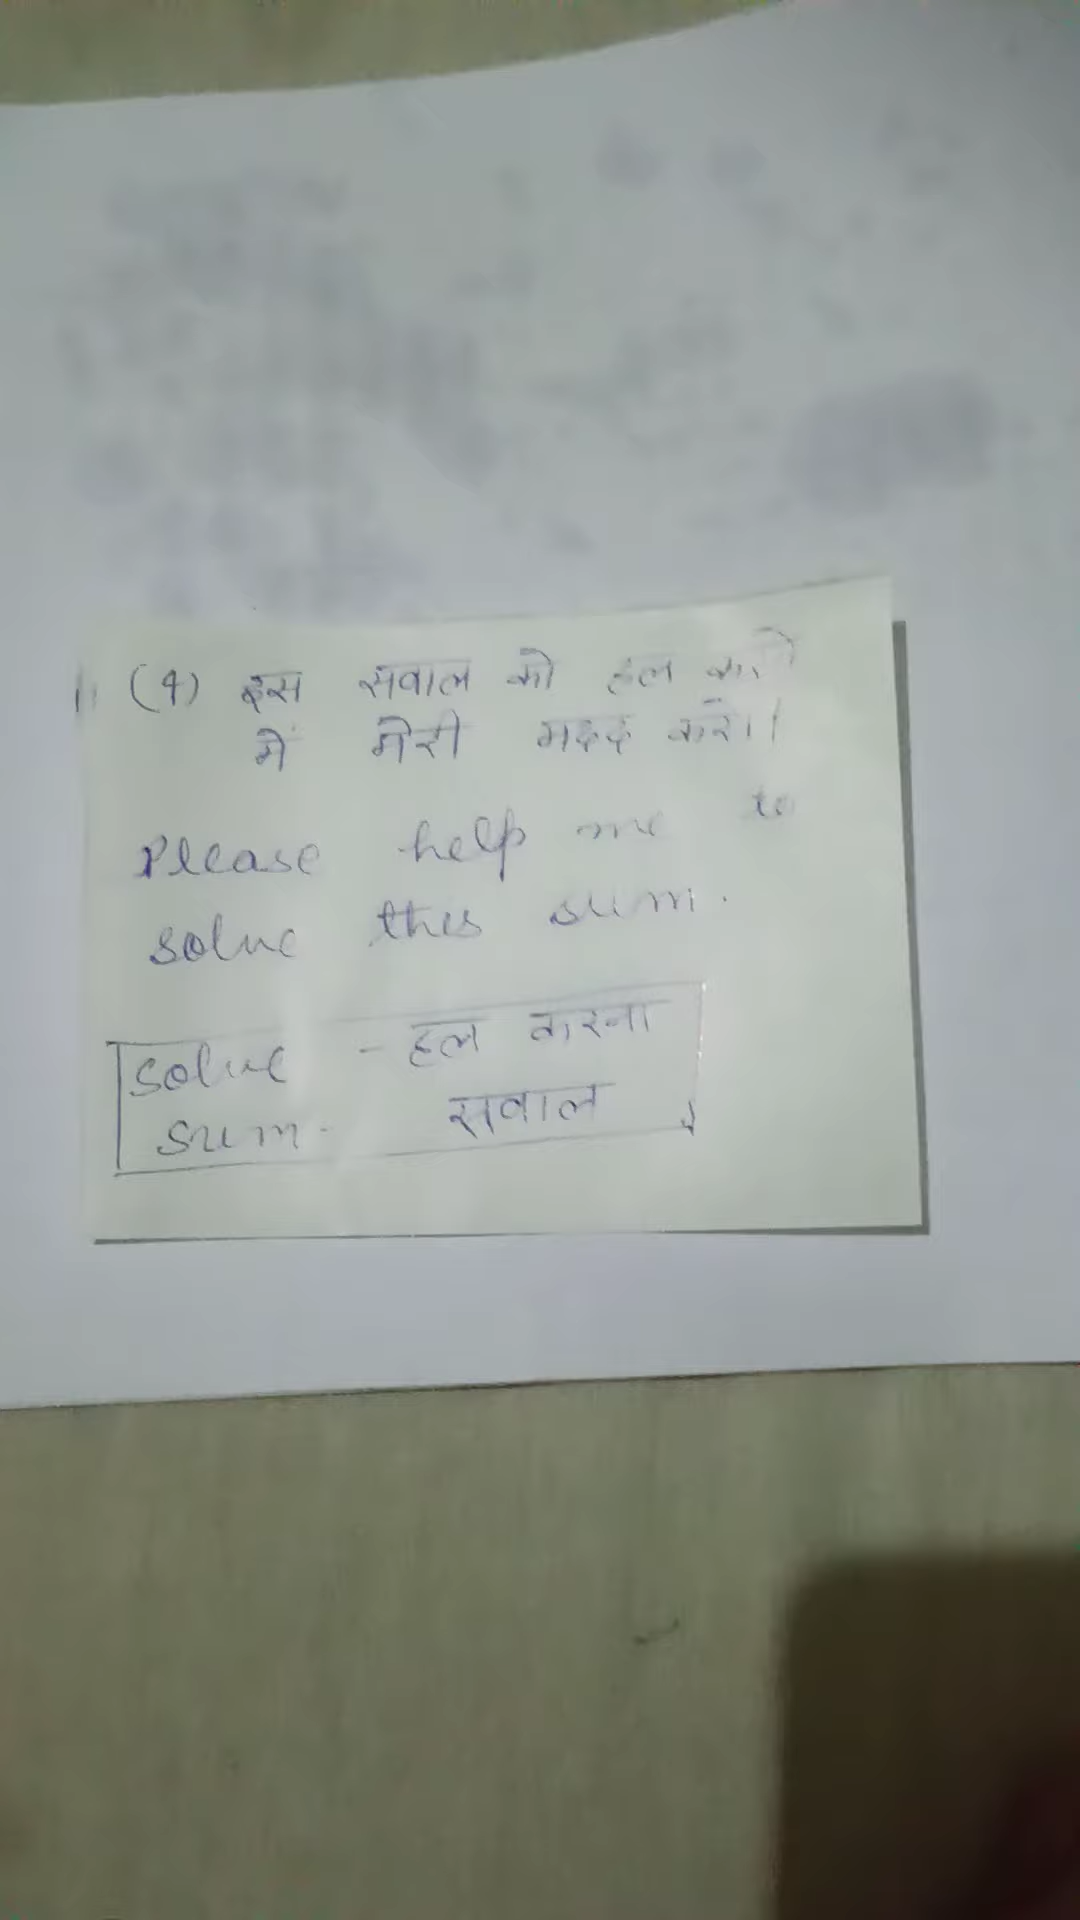 (4) इस सवाल को हल करने
में मेरी मदद करें।
Please help me to
solve this sum.
solve - हल करना
sum. सवाल